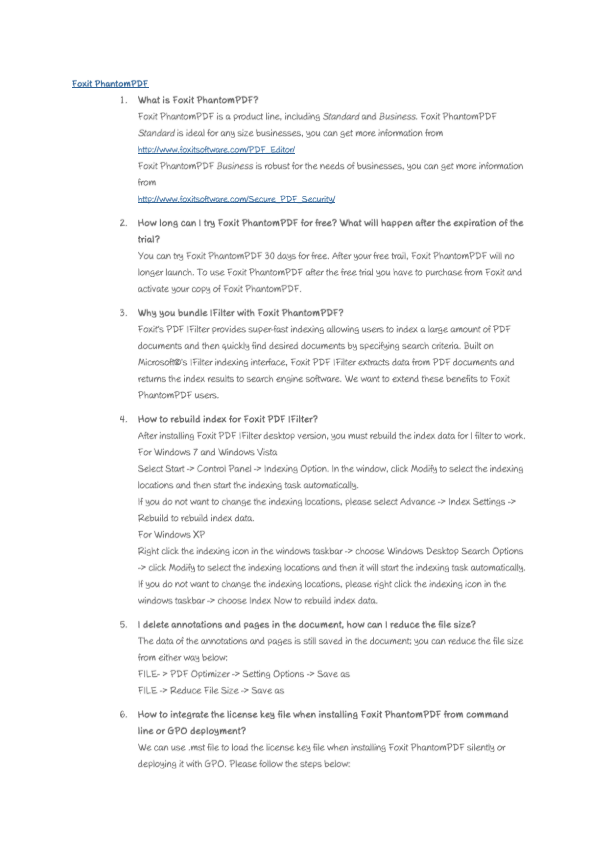 Foxit PhantomPDF
1. What is Foxit PhantomPDF?
Foxit PhantomPDF is a product line, including Standard and Business. Foxit PhantomPDF
Standard is ideal for any size businesses, you can get more information from
http://www.foxitsoftware.com/PDF_Editor/
Foxit PhantomPDF Business is robust for the needs of businesses, you can get more information
from
http://www.foxitsoftware.com/Secure_PDF_Security/
2. How long can I try Foxit PhantomPDF for free? What will happen after the expiration of the
trial?
You can try Foxit PhantomPDF 30 days for free. After your free trail, Foxit PhantomPDF will no
longer launch. To use Foxit PhantomPDF after the free trial you have to purchase from Foxit and
activate your copy of Foxit PhantomPDF.
3. Why you bundle IFilter with Foxit PhantomPDF?
Foxit's PDF IFilter provides super-fast indexing allowing users to index a large amount of PDF
documents and then quickly find desired documents by specifying search criteria. Built on
Microsoft®'s IFilter indexing interface, Foxit PDF IFilter extracts data from PDF documents and
returns the index results to search engine software. We want to extend these benefits to Foxit
PhantomPDF users.
4. How to rebuild index for Foxit PDF IFilter?
After installing Foxit PDF IFilter desktop version, you must rebuild the index data for I filter to work.
For Windows 7 and Windows Vista
Select Start -> Control Panel -> Indexing Option. In the window, click Modify to select the indexing
locations and then start the indexing task automatically.
If you do not want to change the indexing locations, please select Advance -> Index Settings ->
Rebuild to rebuild index data.
For Windows XP
Right click the indexing icon in the windows taskbar -> choose Windows Desktop Search Options
-> click Modify to select the indexing locations and then it will start the indexing task automatically.
If you do not want to change the indexing locations, please right click the indexing icon in the
windows taskbar -> choose Index Now to rebuild index data.
5. I delete annotations and pages in the document, how can I reduce the file size?
The data of the annotations and pages is still saved in the document; you can reduce the file size
from either way below:
FILE- > PDF Optimizer -> Setting Options -> Save as
FILE -> Reduce File Size -> Save as
6. How to integrate the license key file when installing Foxit PhantomPDF from command
line or GPO deployment?
We can use .mst file to load the license key file when installing Foxit PhantomPDF silently or
deploying it with GPO. Please follow the steps below: